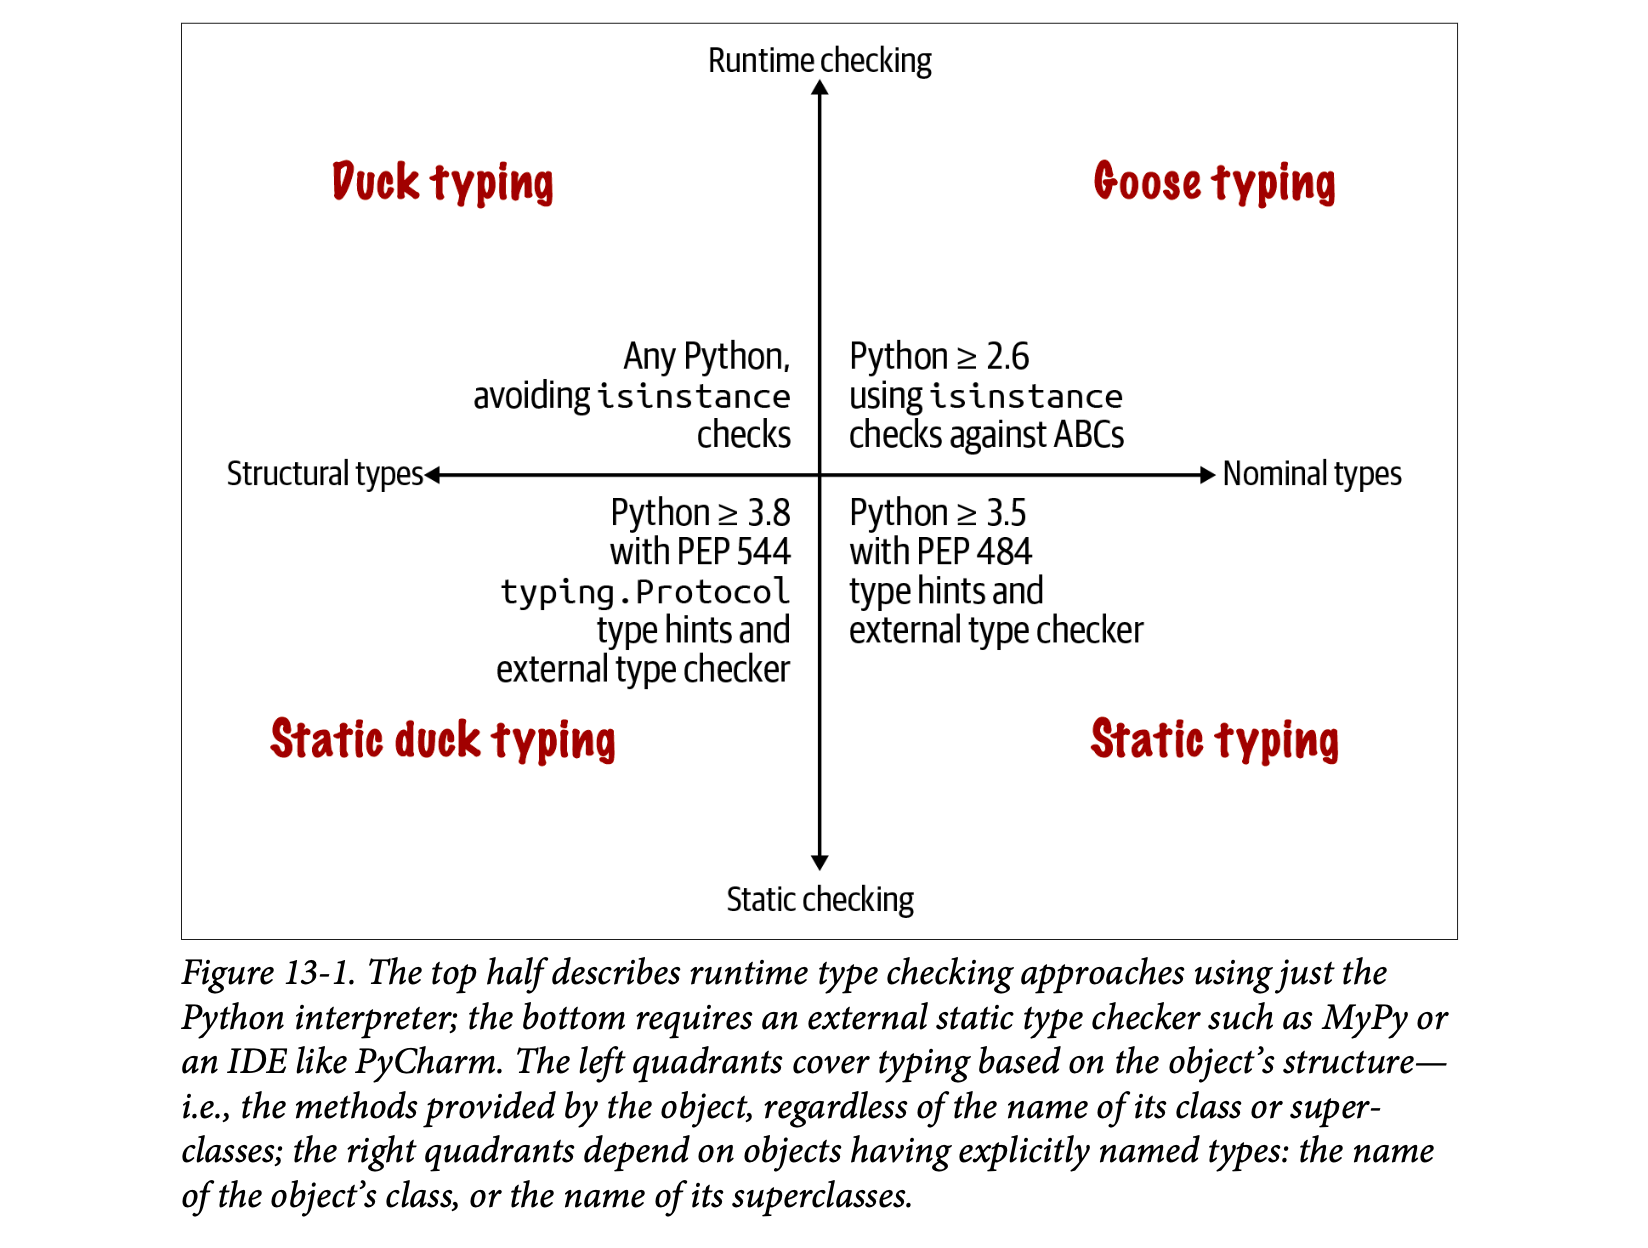 Runtime checking
Duck typing
Goose typing
Any Python,
avoiding isinstance
checks
Python ≥ 2.6
using isinstance
checks against ABCs
Structural types
Nominal types
Python ≥ 3.8
with PEP 544
typing.Protocol
type hints and
external type checker
Python ≥ 3.5
with PEP 484
type hints and
external type checker
Static duck typing
Static typing
Static checking
Figure 13-1. The top half describes runtime type checking approaches using just the
Python interpreter; the bottom requires an external static type checker such as MyPy or
an IDE like PyCharm. The left quadrants cover typing based on the object’s structure—
i.e., the methods provided by the object, regardless of the name of its class or super-
classes; the right quadrants depend on objects having explicitly named types: the name
of the object’s class, or the name of its superclasses.